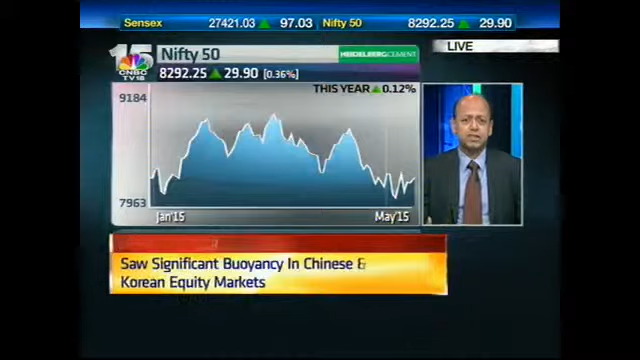 Sensex 27421.03 97.03 Nifty 50 8292.25 29.90
LIVE
15
CNBC
TV18
Nifty 50
HEIDELBERGCEMENT
8292.25 29.90 [0.36%]
THIS YEAR 0.12%
9184
7963
Jan'15 May'15
Saw Significant Buoyancy In Chinese &
Korean Equity Markets